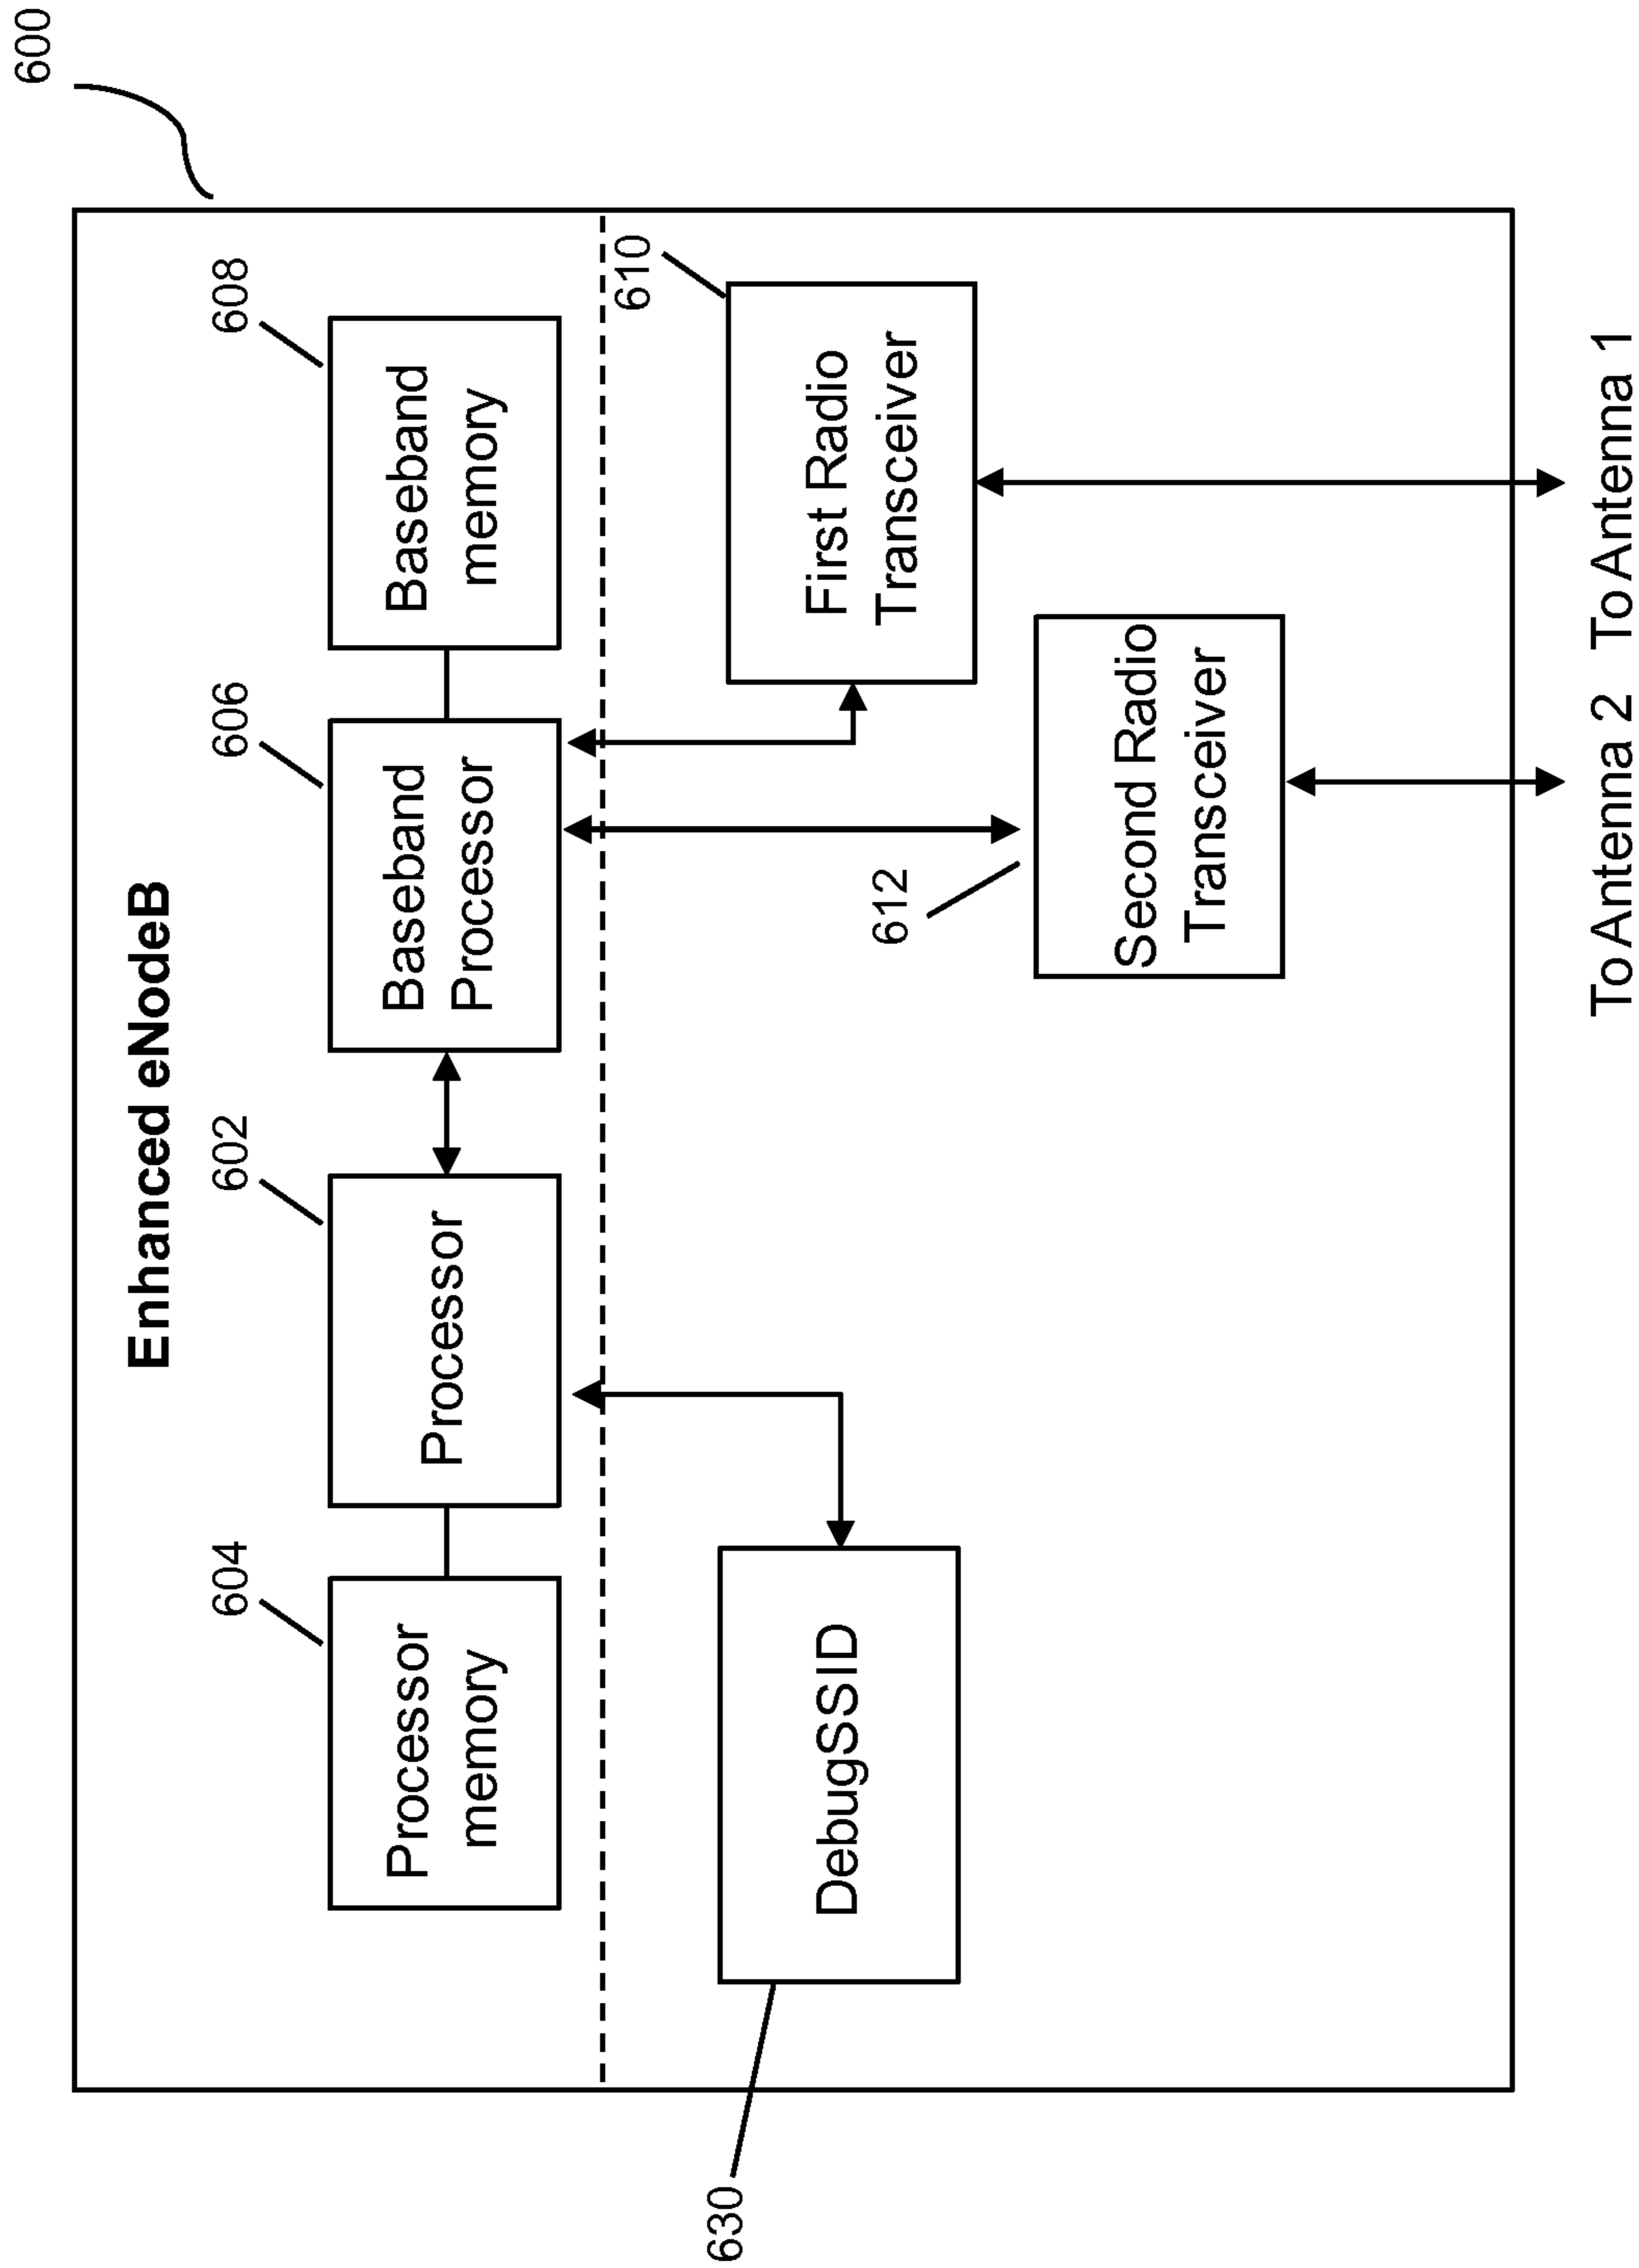 600
Enhanced eNodeB
604
602
606
608
Processor
memory
Processor
Baseband
Processor
Baseband
memory
630
DebugSSID
612
610
First Radio
Transceiver
Second Radio
Transceiver
To Antenna 2
To Antenna 1